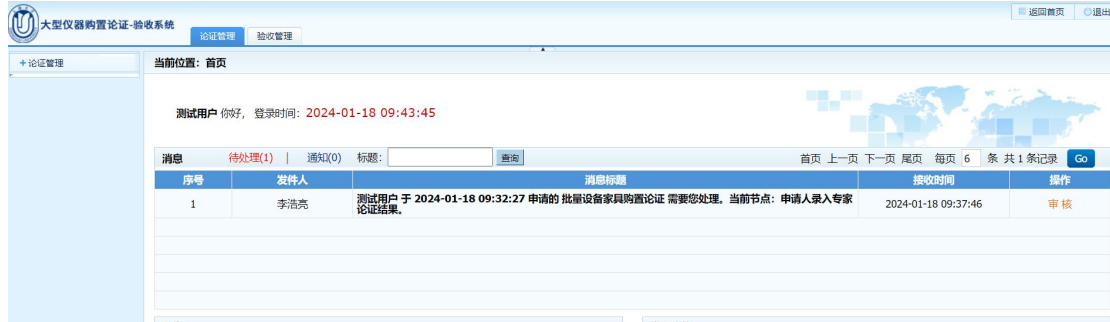 返回首页 退出
大型仪器购置论证-验收系统 论证管理 验收管理
论证管理
当前位置：首页
测试用户 你好， 登录时间：2024-01-18 09:43:45
消息 待处理(1) | 通知(0) 标题： 查询 首页 上一页 下一页 尾页 每页 6 条 共 1 条记录 Go
序号 发件人 消息标题 接收时间 操作
1 李浩亮 测试用户 于 2024-01-18 09:32:27 申请的 批量设备家具购置论证 需要您处理。当前节点：申请人录入专家 2024-01-18 09:37:46 审 核
论证结果。